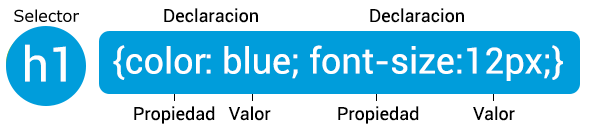 Selector Declaracion Declaracion
h1 {color: blue; font-size:12px;}
Propiedad Valor Propiedad Valor